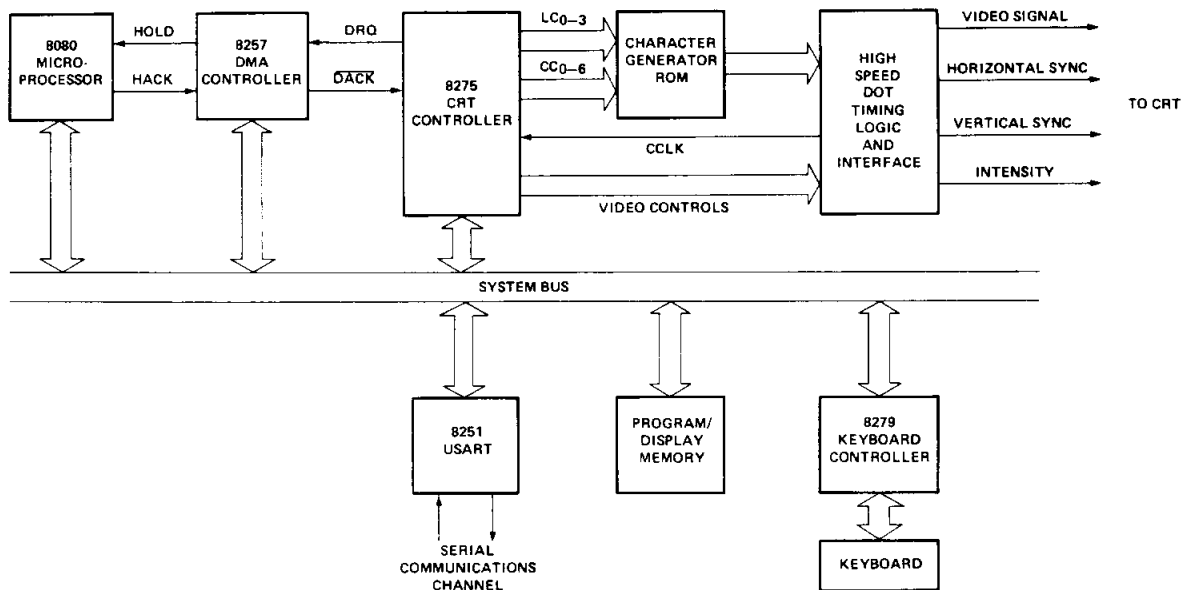 8080
MICRO-
PROCESSOR
HOLD
HACK
8257
DMA
CONTROLLER
DRQ
DACK
8275
CRT
CONTROLLER
LC0–3
CC0–6
CHARACTER
GENERATOR
ROM
CCLK
VIDEO CONTROLS
HIGH
SPEED
DOT
TIMING
LOGIC
AND
INTERFACE
VIDEO SIGNAL
HORIZONTAL SYNC
VERTICAL SYNC
INTENSITY
TO CRT
SYSTEM BUS
8251
USART
SERIAL
COMMUNICATIONS
CHANNEL
PROGRAM/
DISPLAY
MEMORY
8279
KEYBOARD
CONTROLLER
KEYBOARD